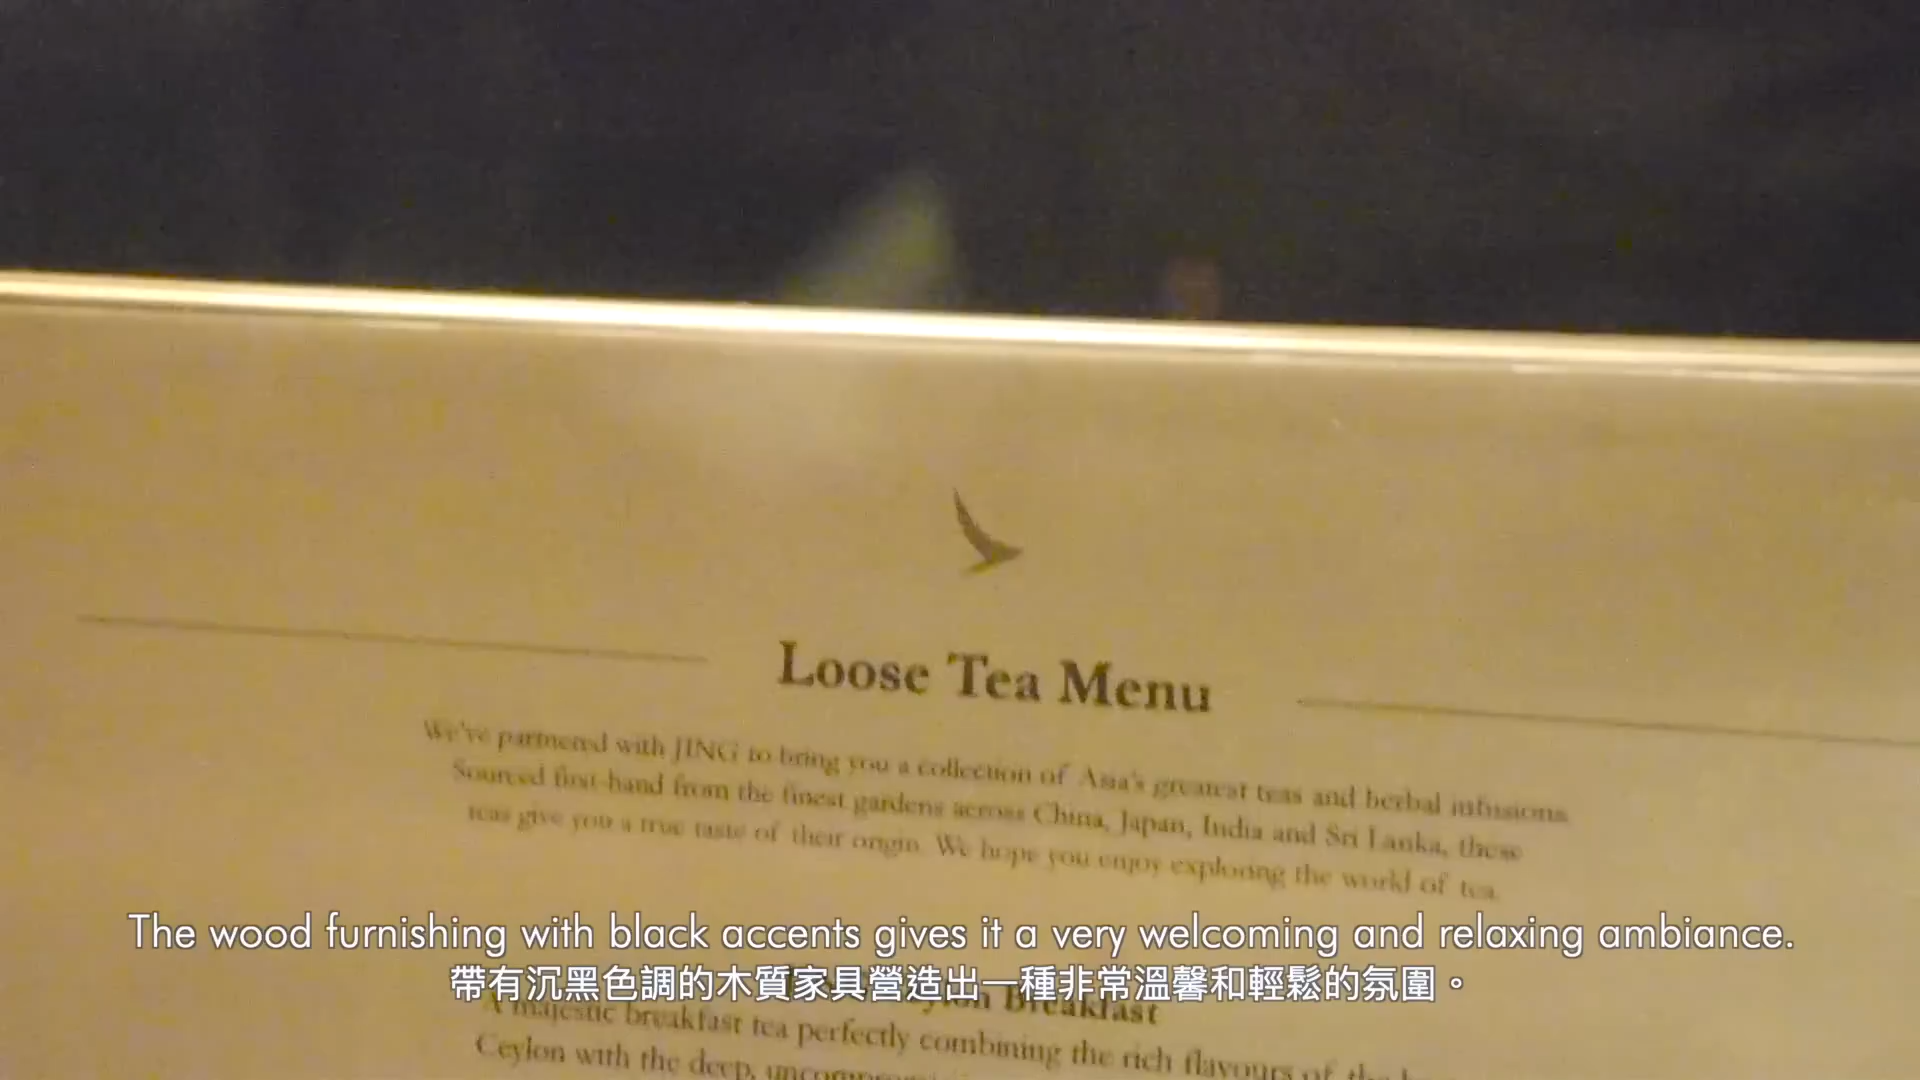 Loose Tea Menu
We've partnered with JING to bring you a collection of Asia's greatest teas and herbal infusions.
Sourced first-hand from the finest gardens across China, Japan, India and Sri Lanka, these
teas give you a true taste of their origin. We hope you enjoy exploring the world of tea.
The wood furnishing with black accents gives it a very welcoming and relaxing ambiance.
帶有沉黑色調的木質家具營造出一種非常溫馨和輕鬆的氛圍。
Breakfast
A majestic breakfast tea perfectly combining the rich flavours of the
Ceylon with the deep,